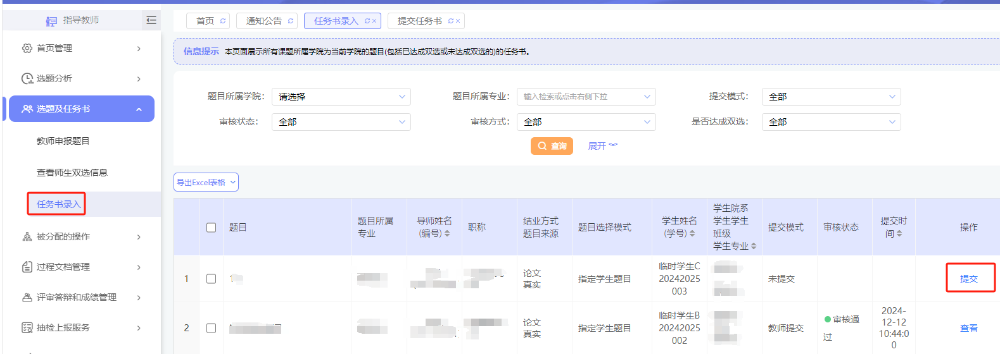 指导教师
首页管理
选题分析
选题及任务书
教师申报题目
查看师生双选信息
任务书录入
被分配的操作
过程文档管理
评审答辩和成绩管理
抽检上报服务
首页
通知公告
任务书录入
提交任务书
信息提示 本页面展示所有课题所属学院为当前学院的题目(包括已达成双选或未达成双选的)的任务书。
题目所属学院： 请选择
题目所属专业： 输入检索或点击右侧下拉
提交模式： 全部
审核状态： 全部
审核方式： 全部
是否达成双选： 全部
查询
展开
导出Excel表格
题目
题目所属
专业
导师姓名
(编号)
职称
结业方式
题目来源
题目选择模式
学生姓名
(学号)
学生院系
学生学生
班级
学生专业
提交模式
审核状态
提交时
间
操作
1
论文
真实
指定学生题目
临时学生C
20242025
003
未提交
提交
2
论文
真实
指定学生题目
临时学生B
20242025
002
教师提交
审核通
过
2024-
12-12
10:44:0
0
查看